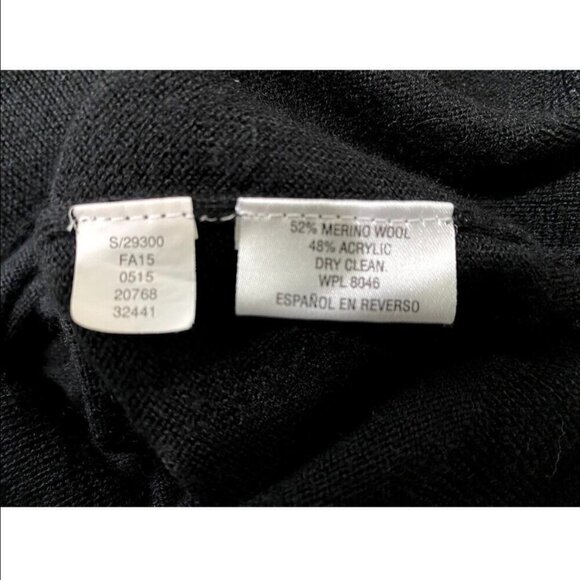 S/29300
FA15
0515
20768
32441
52% MERINO WOOL
48% ACRYLIC
DRY CLEAN.
WPL 8046
ESPAÑOL EN REVERSO